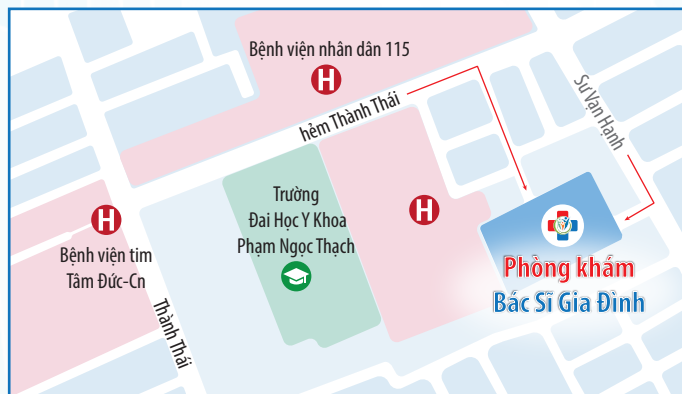 Bệnh viện nhân dân 115
H
hẻm Thành Thái
Sư Vạn Hạnh
Trường
Đai Học Y Khoa
Phạm Ngọc Thạch
H
H
Bệnh viện tim
Tâm Đức-Cn
Thành Thái
Phòng khám
Bác Sĩ Gia Đình